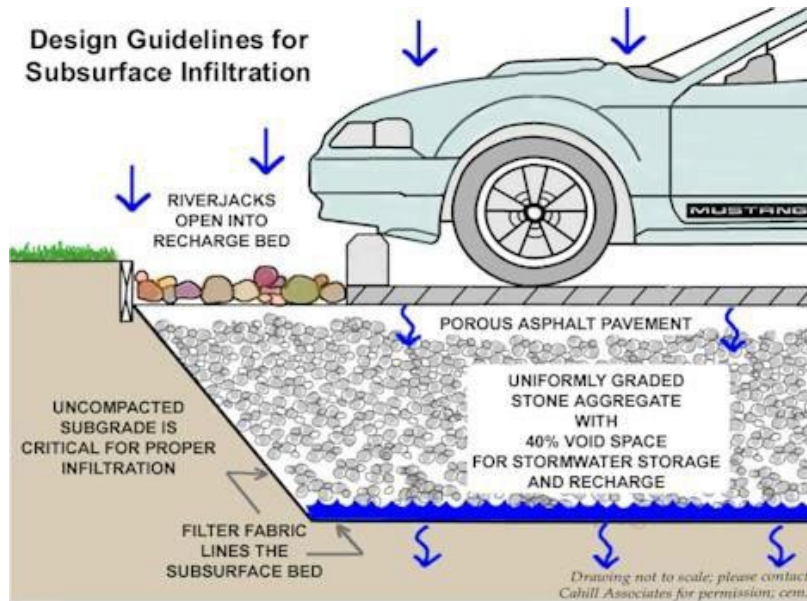 Design Guidelines for
Subsurface Infiltration
RIVERJACKS
OPEN INTO
RECHARGE BED
MUSTANG
POROUS ASPHALT PAVEMENT
UNIFORMLY GRADED
STONE AGGREGATE
WITH
40% VOID SPACE
FOR STORMWATER STORAGE
AND RECHARGE
UNCOMPACTED
SUBGRADE IS
CRITICAL FOR PROPER
INFILTRATION
FILTER FABRIC
LINES THE
SUBSURFACE BED
Drawing not to scale; please contact
Cahill Associates for permission;